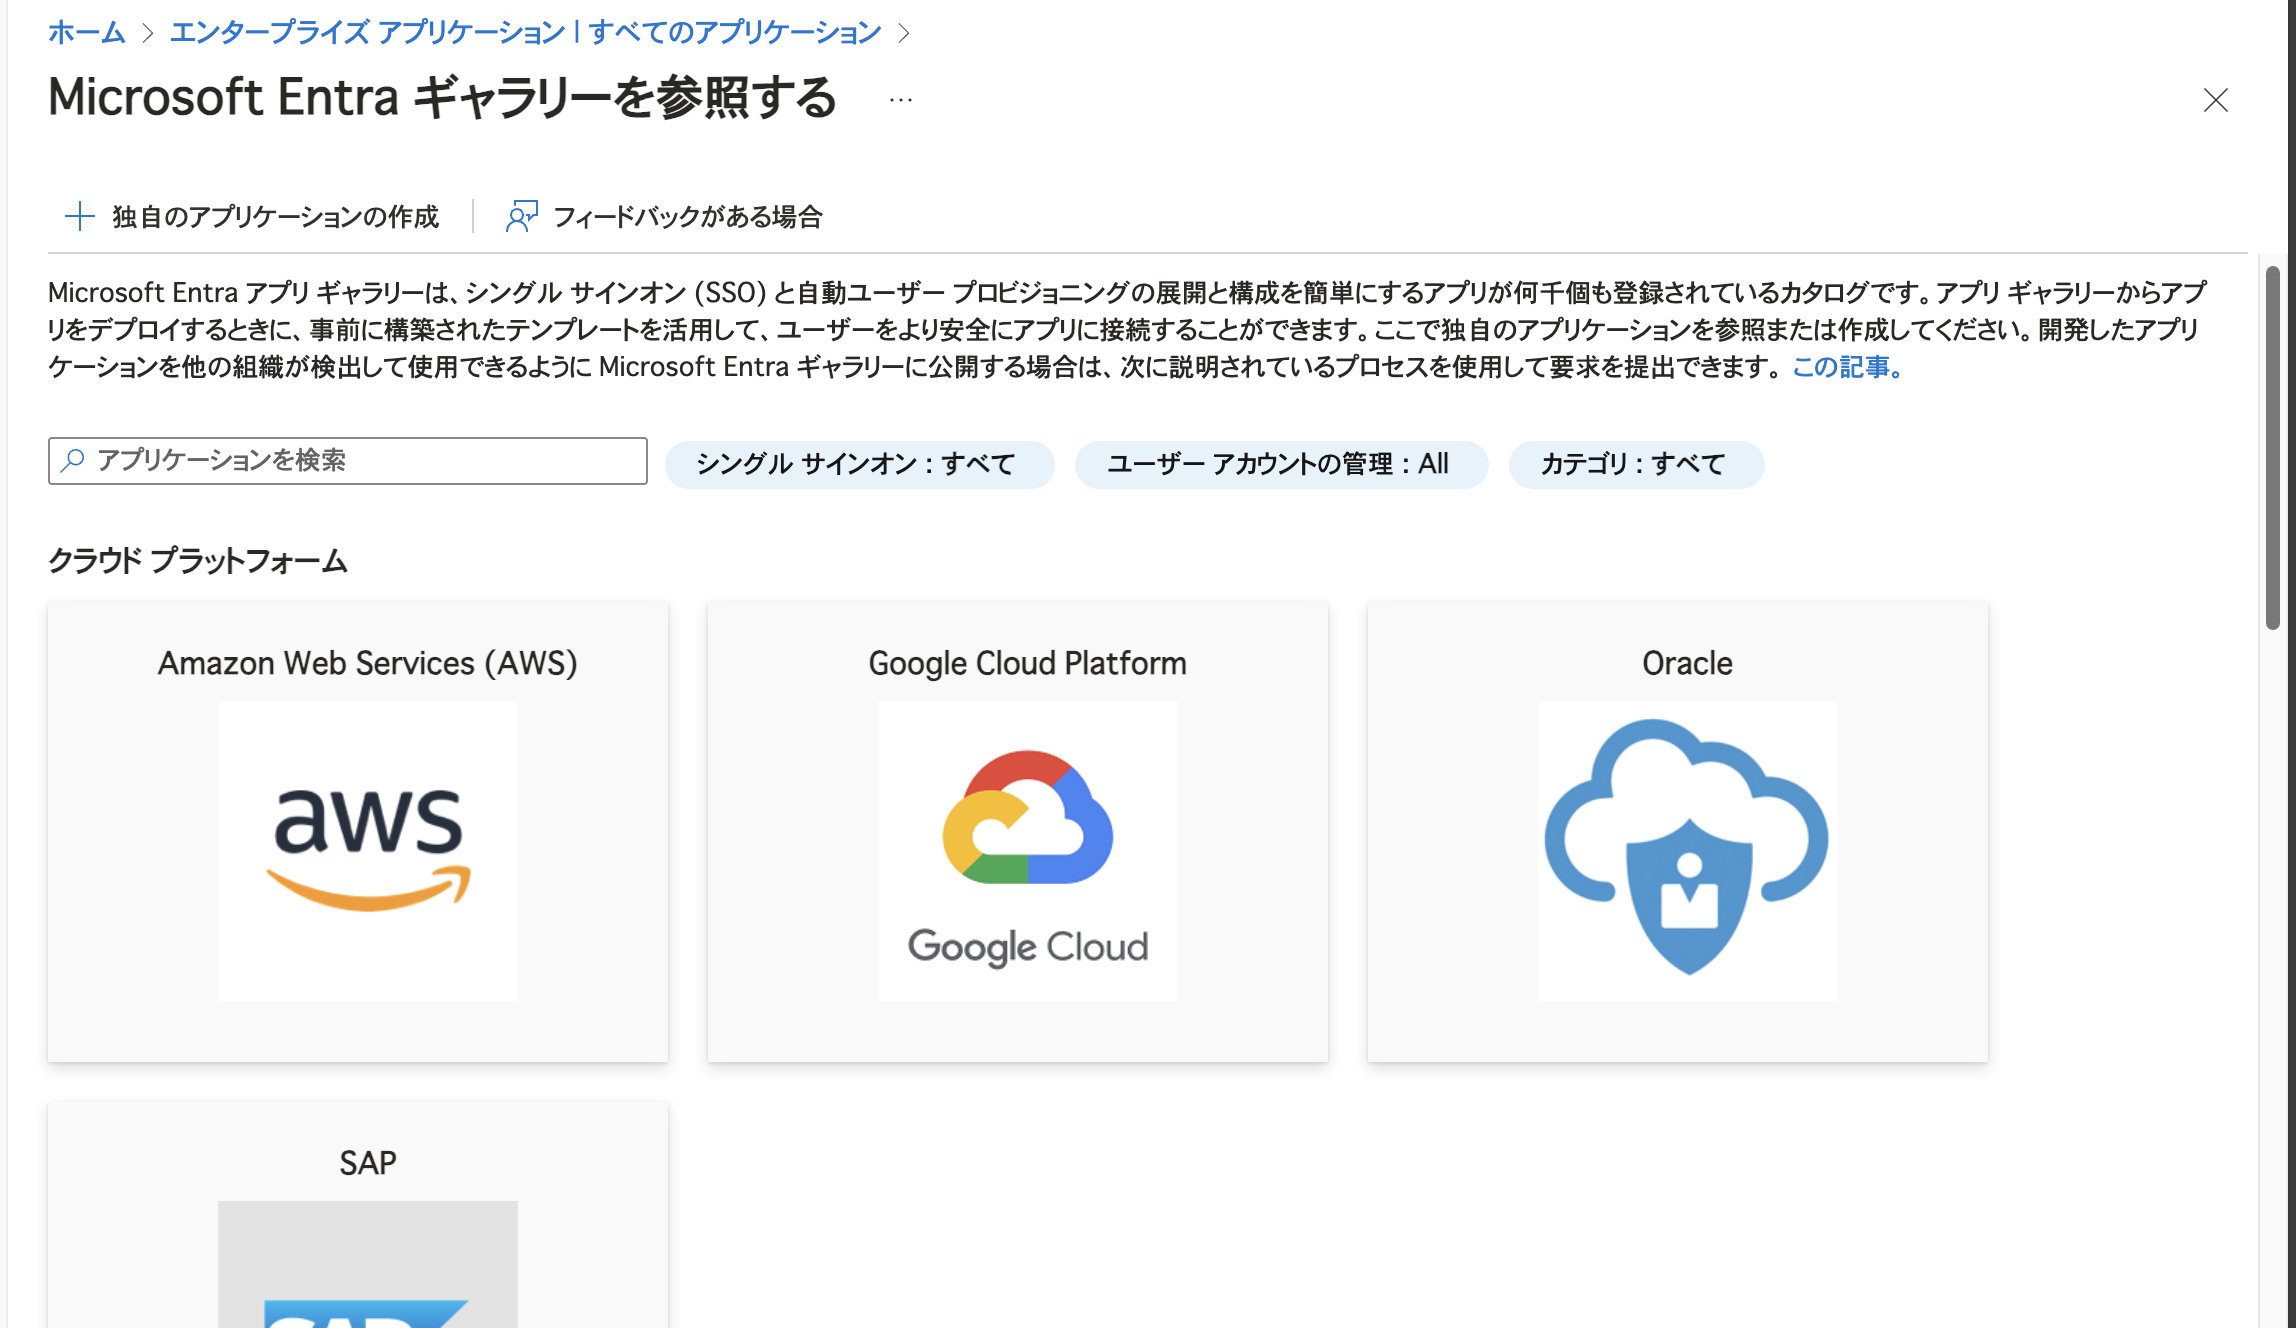 ホーム > エンタープライズ アプリケーション | すべてのアプリケーション >
Microsoft Entra ギャラリーを参照する …
独自のアプリケーションの作成 フィードバックがある場合
Microsoft Entra アプリ ギャラリーは、シングル サインオン (SSO) と自動ユーザー プロビジョニングの展開と構成を簡単にするアプリが何千個も登録されているカタログです。アプリ ギャラリーからアプ
リをデプロイするときに、事前に構築されたテンプレートを活用して、ユーザーをより安全にアプリに接続することができます。ここで独自のアプリケーションを参照または作成してください。開発したアプリ
ケーションを他の組織が検出して使用できるように Microsoft Entra ギャラリーに公開する場合は、次に説明されているプロセスを使用して要求を提出できます。 この記事。
アプリケーションを検索 シングル サインオン : すべて ユーザー アカウントの管理 : All カテゴリ : すべて
クラウド プラットフォーム
Amazon Web Services (AWS)
aws
Google Cloud Platform
Google Cloud
Oracle
SAP
SAP